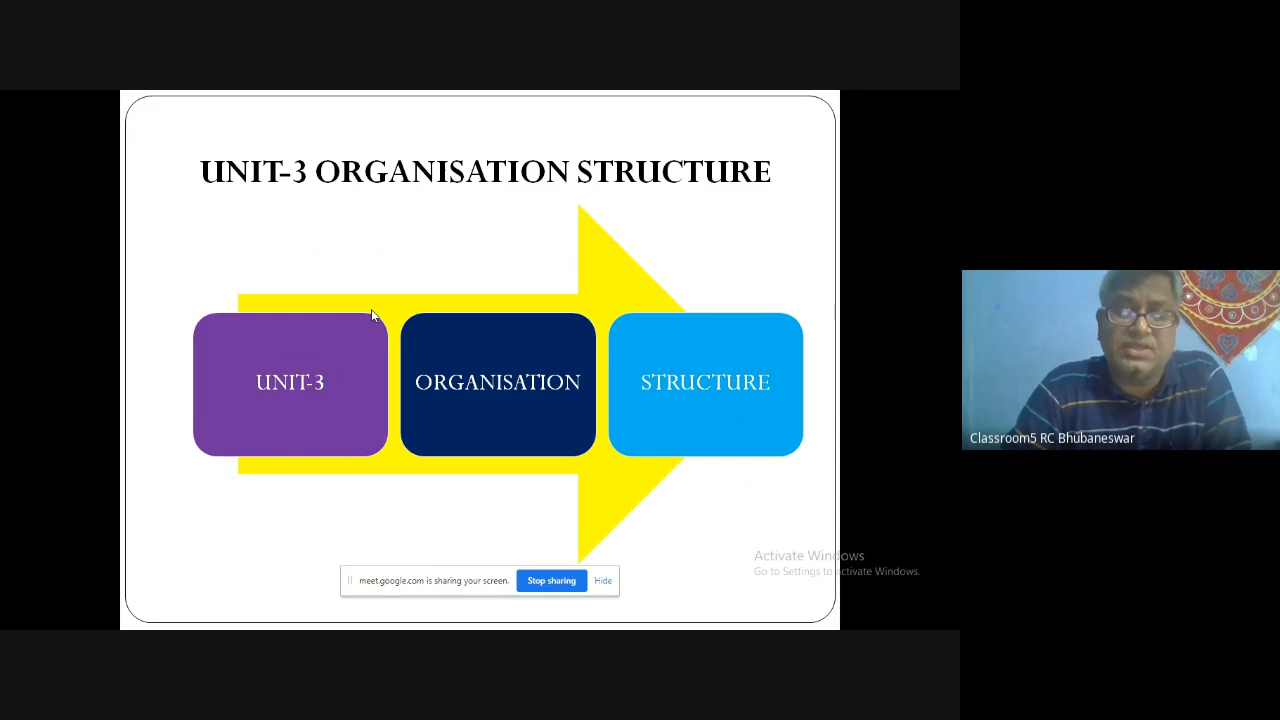 UNIT-3 ORGANISATION STRUCTURE
UNIT-3
ORGANISATION
STRUCTURE
Classroom5 RC Bhubaneswar
Activate Windows
Go to Settings to activate Windows.
meet.google.com is sharing your screen. Stop sharing Hide